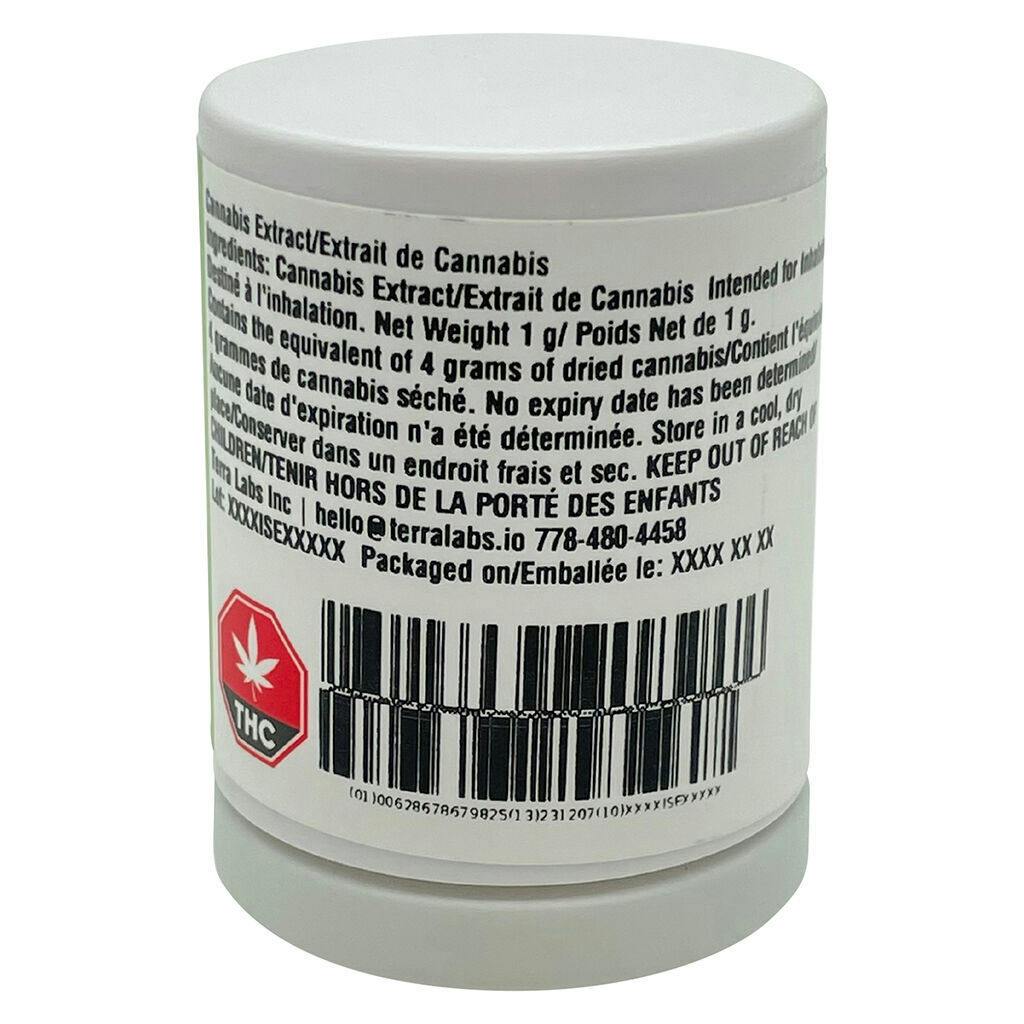 Cannabis Extract/Extrait de Cannabis
Ingredients: Cannabis Extract/Extrait de Cannabis Intended for
Destiné à l'inhalation. Net Weight 1 g/ Poids Net de 1 g.
Contains the equivalent of 4 grams of dried cannabis/Contient
4 grammes de cannabis séché. No expiry date has been determined/
Aucune date d'expiration n'a été déterminée. Store in a cool, dry
place/Conserver dans un endroit frais et sec. KEEP OUT OF REACH OF
CHILDREN/TENIR HORS DE LA PORTÉ DES ENFANTS
Terra Labs Inc | hello@terralabs.io 778-480-4458
Lot: XXXXISEXXXXX Packaged on/Emballée le: XXXX XX XX
THC
(01)00628678679825(13)231207(10)XXXXISEXXXXX